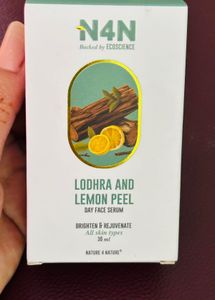 N4N
Backed by ECOSCIENCE
LODHRA AND
LEMON PEEL
DAY FACE SERUM
BRIGHTEN & REJUVENATE
All skin types
30 ml
NATURE 4 NATURE®